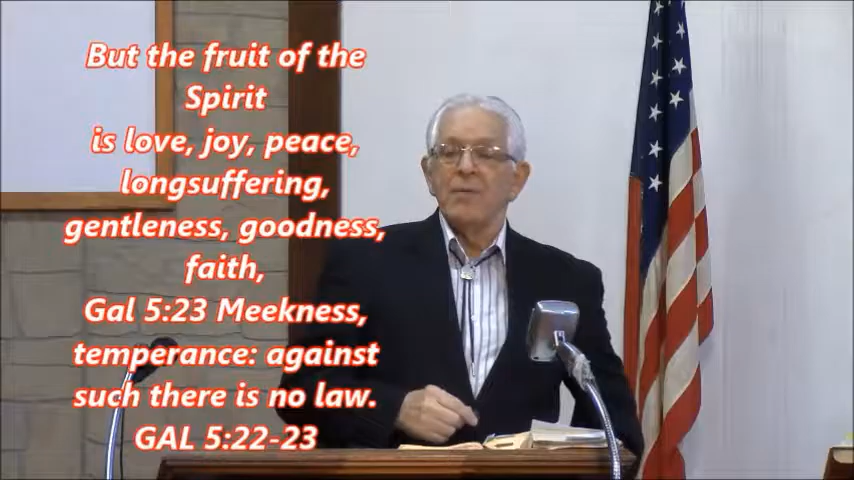 But the fruit of the
Spirit
is love, joy, peace,
longsuffering,
gentleness, goodness,
faith,
Gal 5:23 Meekness,
temperance: against
such there is no law.
GAL 5:22-23